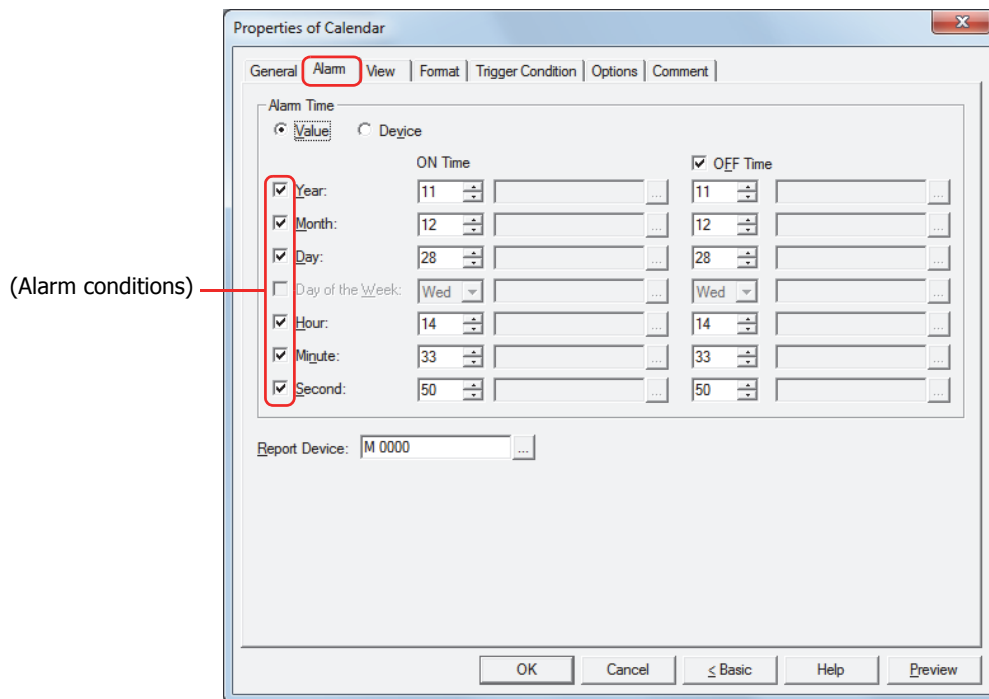 Properties of Calendar
General Alarm View Format Trigger Condition Options Comment
Alarm Time
Value Device
ON Time OFF Time
Year: 11 ... 11 ...
Month: 12 ... 12 ...
Day: 28 ... 28 ...
(Alarm conditions)
Day of the Week: Wed ... Wed ...
Hour: 14 ... 14 ...
Minute: 33 ... 33 ...
Second: 50 ... 50 ...
Report Device: M 0000 ...
OK Cancel < Basic Help Preview